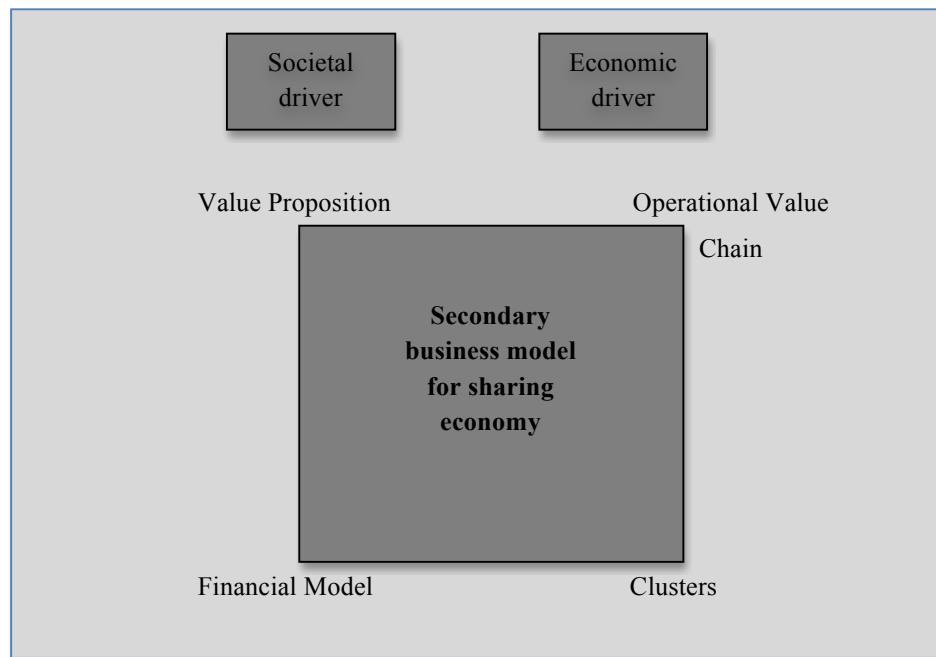 Societal
driver
Economic
driver
Value Proposition
Operational Value
Chain
Secondary
business model
for sharing
economy
Financial Model
Clusters